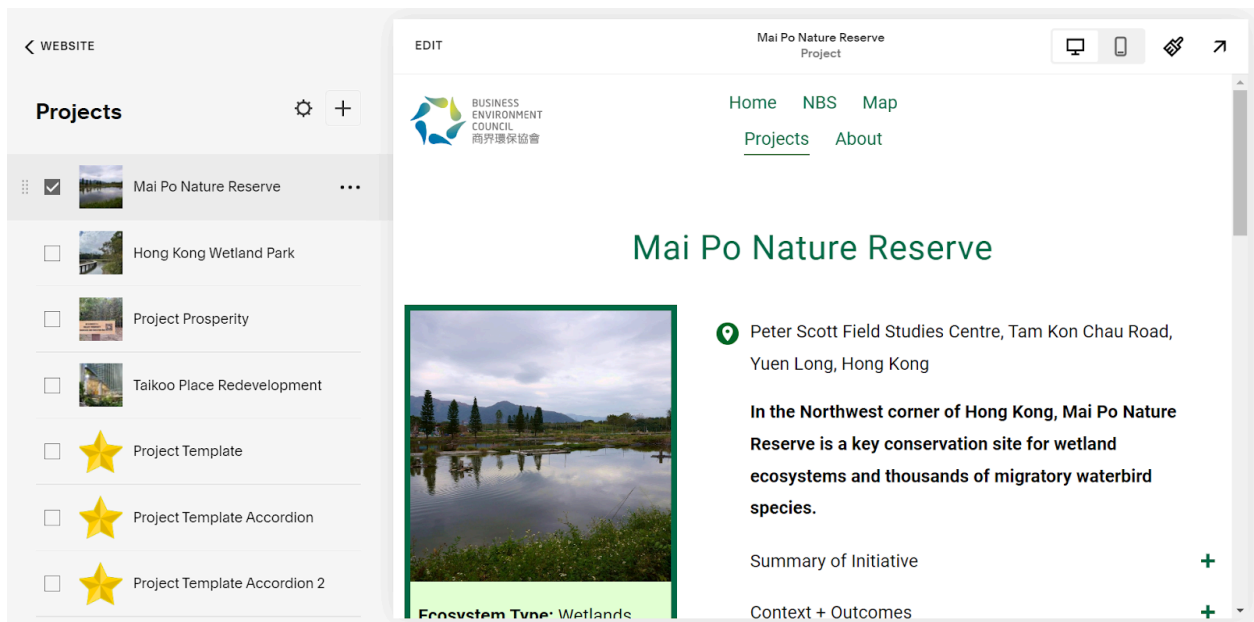 WEBSITE
Projects
Mai Po Nature Reserve
Hong Kong Wetland Park
Project Prosperity
Taikoo Place Redevelopment
Project Template
Project Template Accordion
Project Template Accordion 2
EDIT
Mai Po Nature Reserve
Project
BUSINESS
ENVIRONMENT
COUNCIL
商界環保協會
Home NBS Map
Projects About
Mai Po Nature Reserve
Peter Scott Field Studies Centre, Tam Kon Chau Road,
Yuen Long, Hong Kong
In the Northwest corner of Hong Kong, Mai Po Nature
Reserve is a key conservation site for wetland
ecosystems and thousands of migratory waterbird
species.
Summary of Initiative
Context + Outcomes
Ecosystem Type: Wetlands